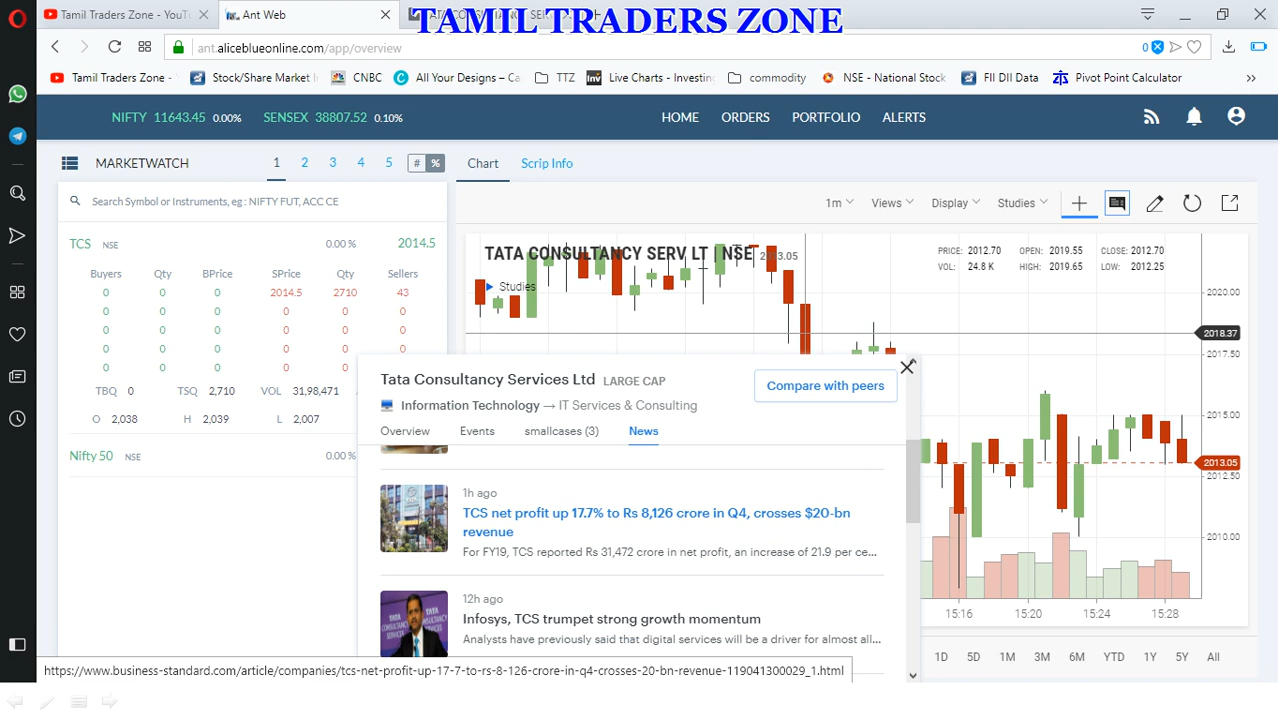 TAMIL TRADERS ZONE
Tamil Traders Zone - YouTu
Ant Web
ant.aliceblueonline.com/app/overview
0
Tamil Traders Zone -
Stock/Share Market
CNBC
All Your Designs – Ca
TTZ
Live Charts - Investin
commodity
NSE - National Stock
FII DII Data
Pivot Point Calculator
NIFTY 11643.45 0.00% SENSEX 38807.52 0.10%
HOME ORDERS PORTFOLIO ALERTS
MARKETWATCH 1 2 3 4 5 # %
Chart Scrip Info
Search Symbol or Instruments, eg : NIFTY FUT, ACC CE
1m Views Display Studies
TCS NSE 0.00 % 2014.5
Buyers Qty BPrice SPrice Qty Sellers
0 0 0 2014.5 2710 43
0 0 0 0 0 0
0 0 0 0 0 0
0 0 0 0 0 0
0 0 0 0 0 0
TBQ 0 TSQ 2,710 VOL 31,98,471
O 2,038 H 2,039 L 2,007
Nifty 50 NSE 0.00 %
TATA CONSULTANCY SERV LT | NSE 2013.05
Studies
PRICE: 2012.70 OPEN: 2019.55 CLOSE: 2012.70
VOL: 24.8 K HIGH: 2019.65 LOW: 2012.25
2020.00
2018.37
2017.50
2015.00
2013.05
2012.50
2010.00
15:16 15:20 15:24 15:28
1D 5D 1M 3M 6M YTD 1Y 5Y All
Tata Consultancy Services Ltd LARGE CAP
Compare with peers
Information Technology → IT Services & Consulting
Overview Events smallcases (3) News
1h ago
TCS net profit up 17.7% to Rs 8,126 crore in Q4, crosses $20-bn
revenue
For FY19, TCS reported Rs 31,472 crore in net profit, an increase of 21.9 per ce...
12h ago
Infosys, TCS trumpet strong growth momentum
Analysts have previously said that digital services will be a driver for almost all...
https://www.business-standard.com/article/companies/tcs-net-profit-up-17-7-to-rs-8-126-crore-in-q4-crosses-20-bn-revenue-119041300029_1.html